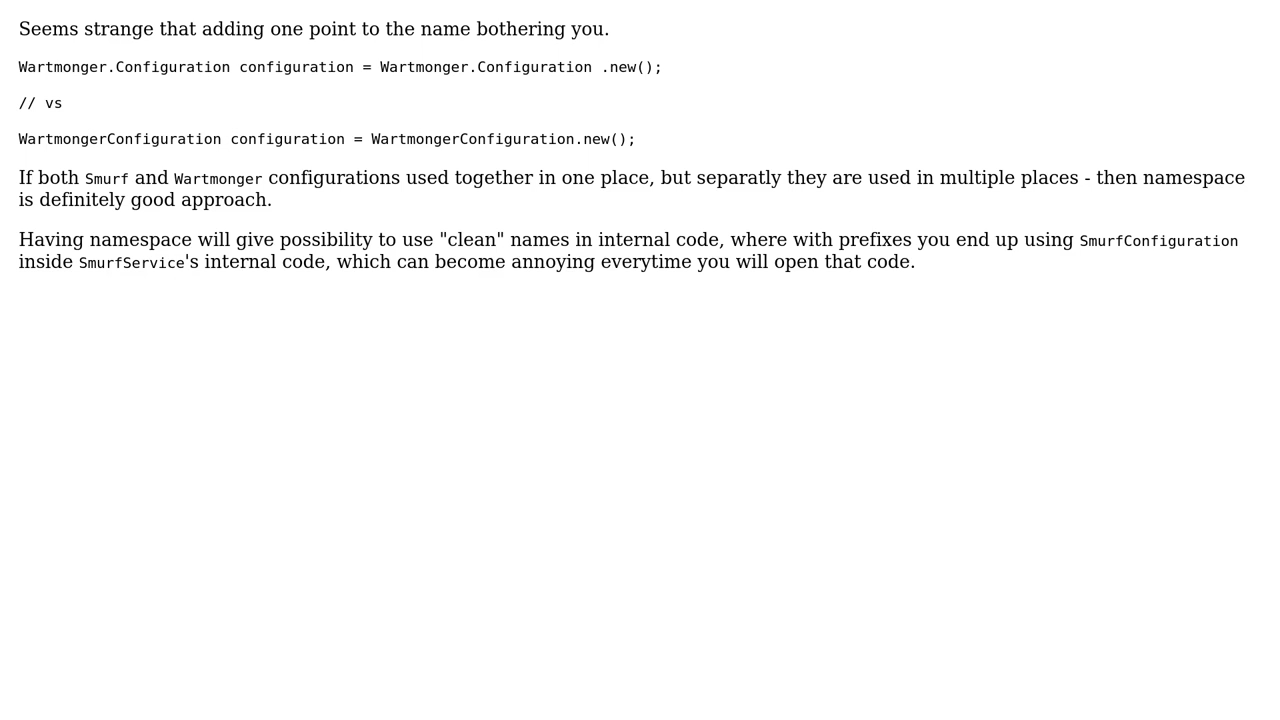 Seems strange that adding one point to the name bothering you.
Wartmonger.Configuration configuration = Wartmonger.Configuration .new();
// vs
WartmongerConfiguration configuration = WartmongerConfiguration.new();
If both Smurf and Wartmonger configurations used together in one place, but separatly they are used in multiple places - then namespace
is definitely good approach.
Having namespace will give possibility to use "clean" names in internal code, where with prefixes you end up using SmurfConfiguration
inside SmurfService's internal code, which can become annoying everytime you will open that code.